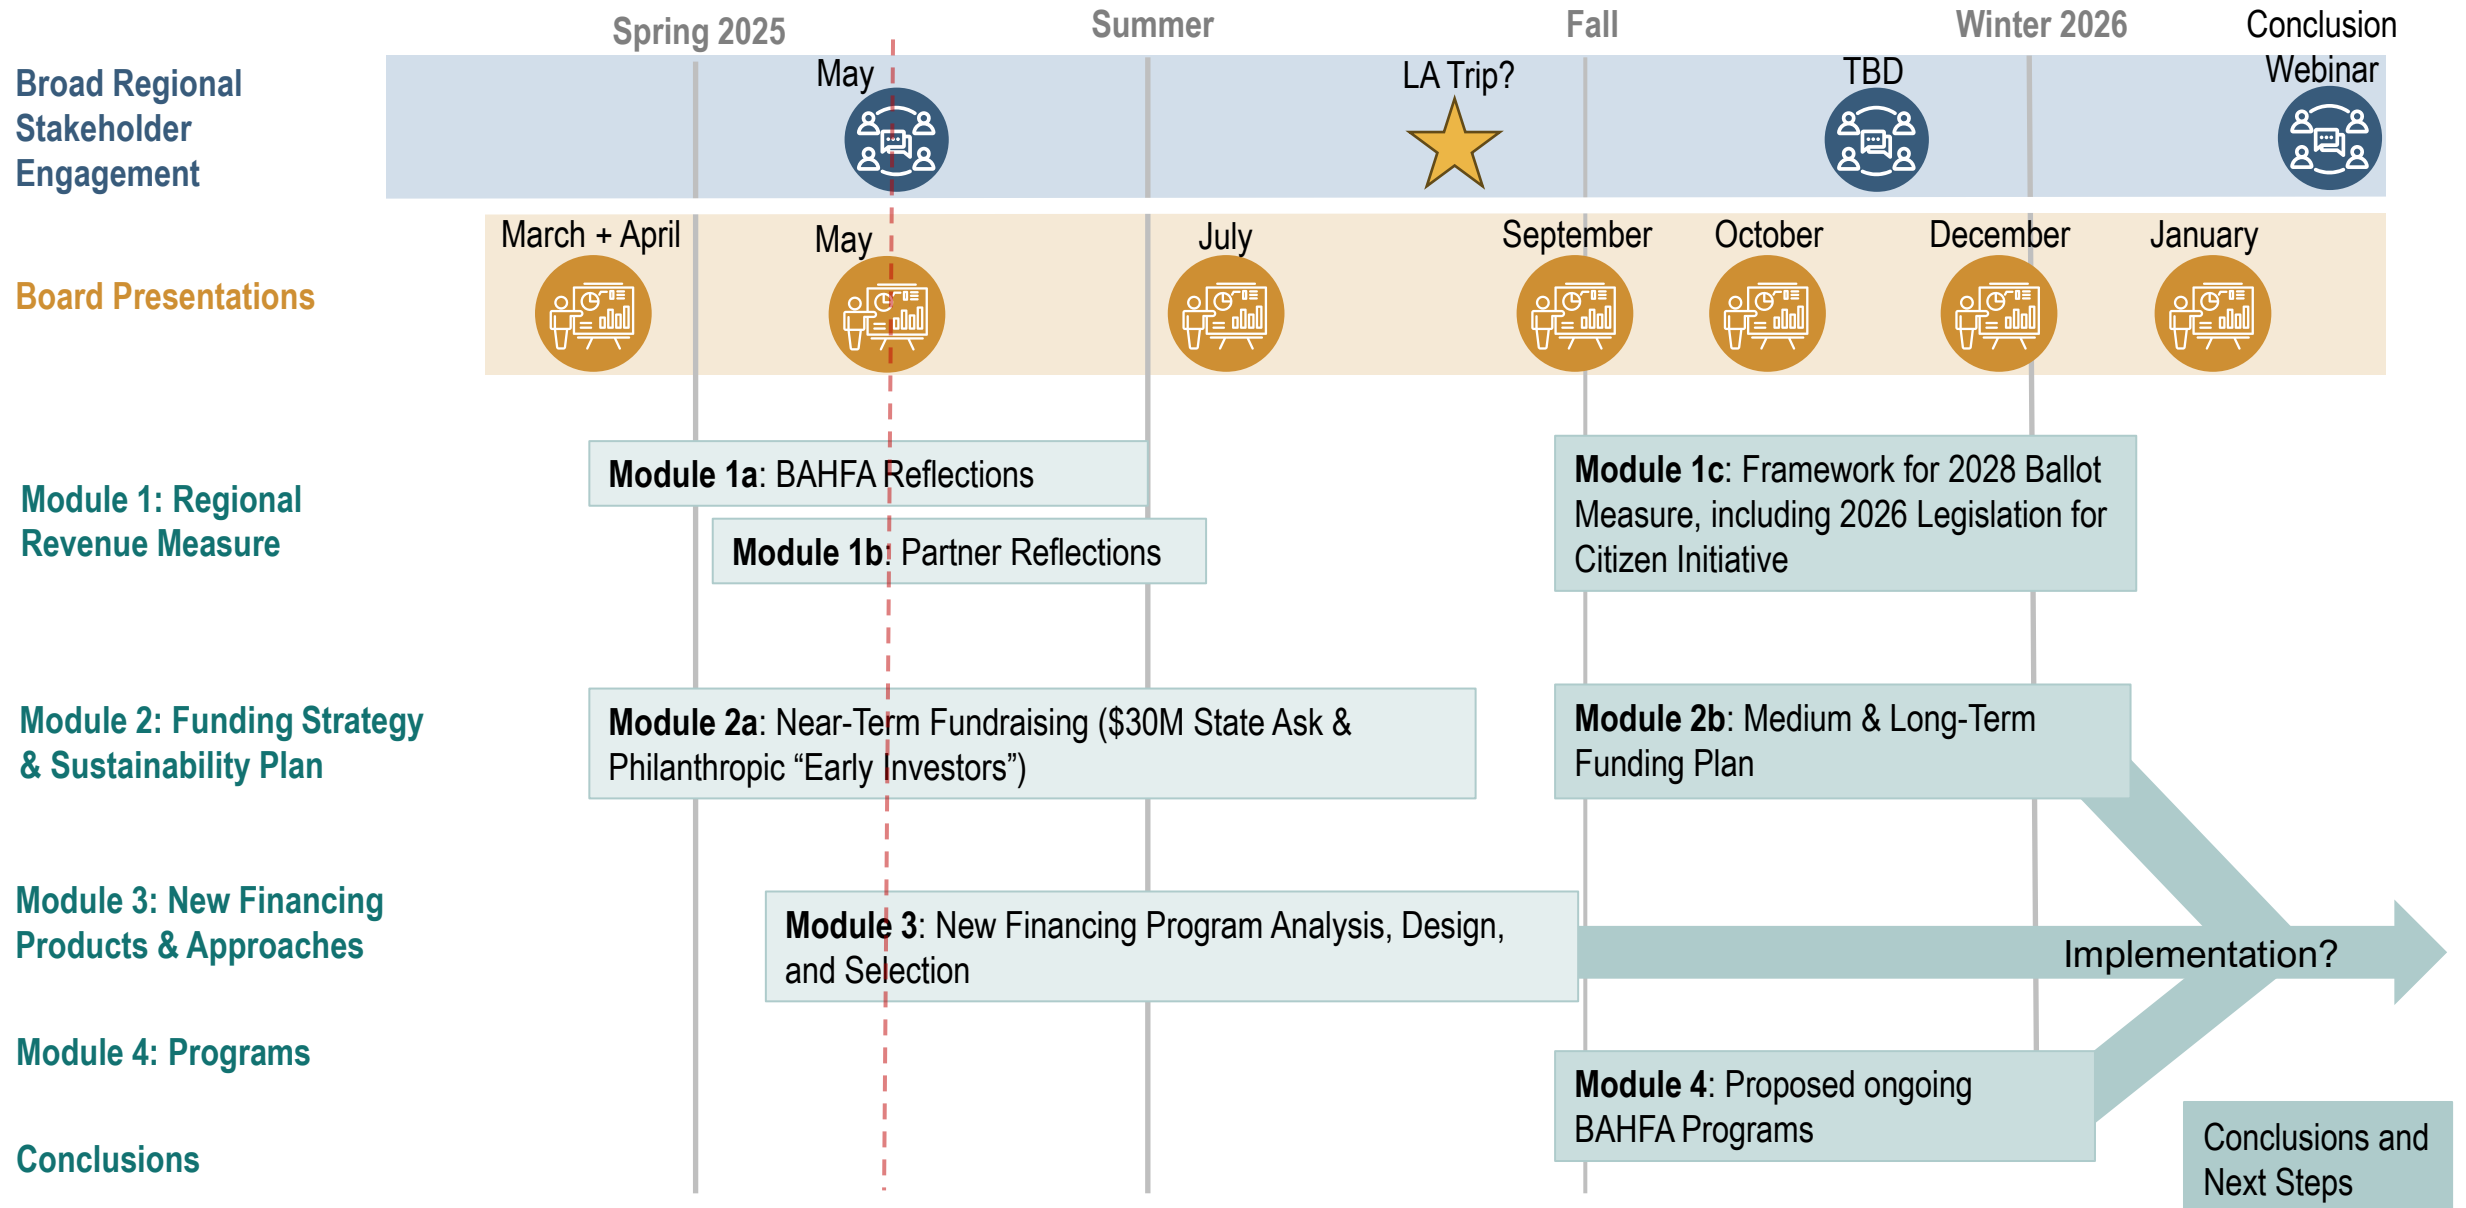 Spring 2025
Summer
Fall
Winter 2026
Conclusion
Webinar
Broad Regional
Stakeholder
Engagement
May
LA Trip?
TBD
Board Presentations
March + April
May
July
September
October
December
January
Module 1: Regional
Revenue Measure
Module 1a: BAHFA Reflections
Module 1b: Partner Reflections
Module 1c: Framework for 2028 Ballot
Measure, including 2026 Legislation for
Citizen Initiative
Module 2: Funding Strategy
& Sustainability Plan
Module 2a: Near-Term Fundraising ($30M State Ask &
Philanthropic “Early Investors”)
Module 2b: Medium & Long-Term
Funding Plan
Module 3: New Financing
Products & Approaches
Module 3: New Financing Program Analysis, Design,
and Selection
Implementation?
Module 4: Programs
Module 4: Proposed ongoing
BAHFA Programs
Conclusions
Conclusions and
Next Steps